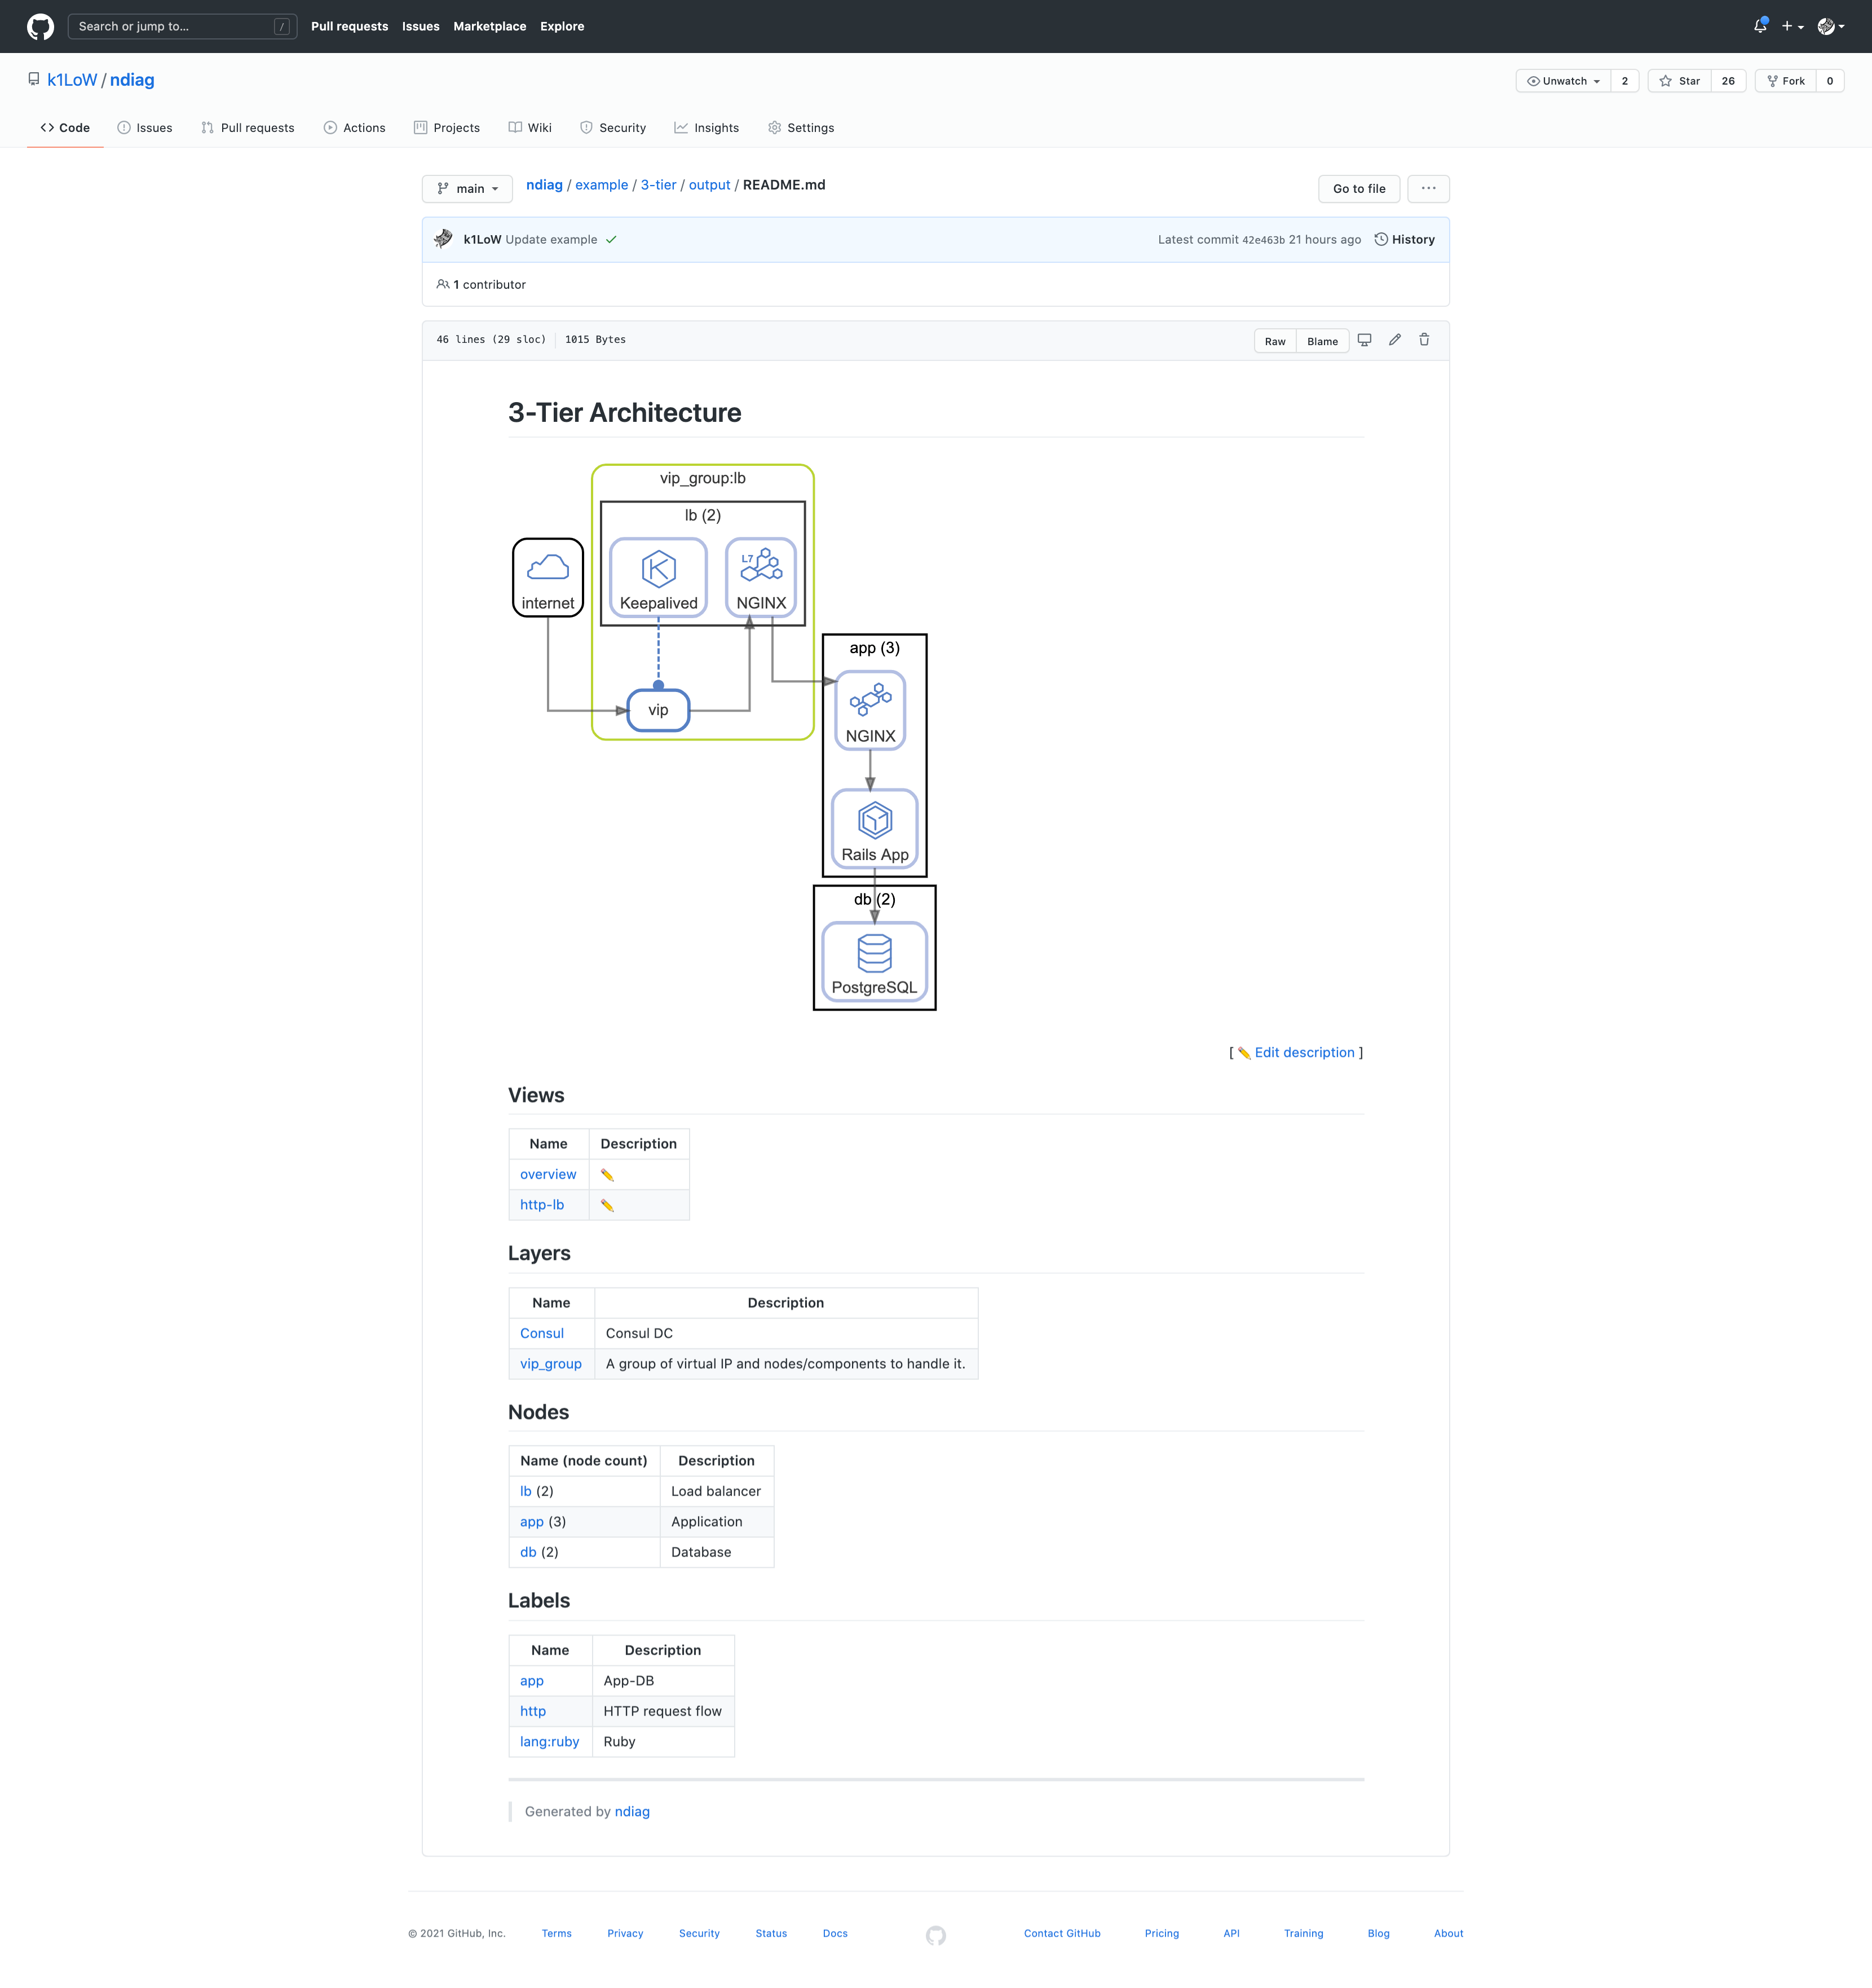 Search or jump to... /
Pull requests Issues Marketplace Explore
k1LoW / ndiag
Unwatch 2 Star 26 Fork 0
Code Issues Pull requests Actions Projects Wiki Security Insights Settings
main ndiag / example / 3-tier / output / README.md Go to file ...
k1LoW Update example Latest commit 42e463b 21 hours ago History
1 contributor
46 lines (29 sloc) 1015 Bytes Raw Blame
3-Tier Architecture
vip_group:lb
lb (2)
L7
internet Keepalived NGINX
app (3)
vip
NGINX
Rails App
db (2)
PostgreSQL
[ Edit description ]
Views
Name Description
overview
http-lb
Layers
Name Description
Consul Consul DC
vip_group A group of virtual IP and nodes/components to handle it.
Nodes
Name (node count) Description
lb (2) Load balancer
app (3) Application
db (2) Database
Labels
Name Description
app App-DB
http HTTP request flow
lang:ruby Ruby
Generated by ndiag
© 2021 GitHub, Inc. Terms Privacy Security Status Docs Contact GitHub Pricing API Training Blog About